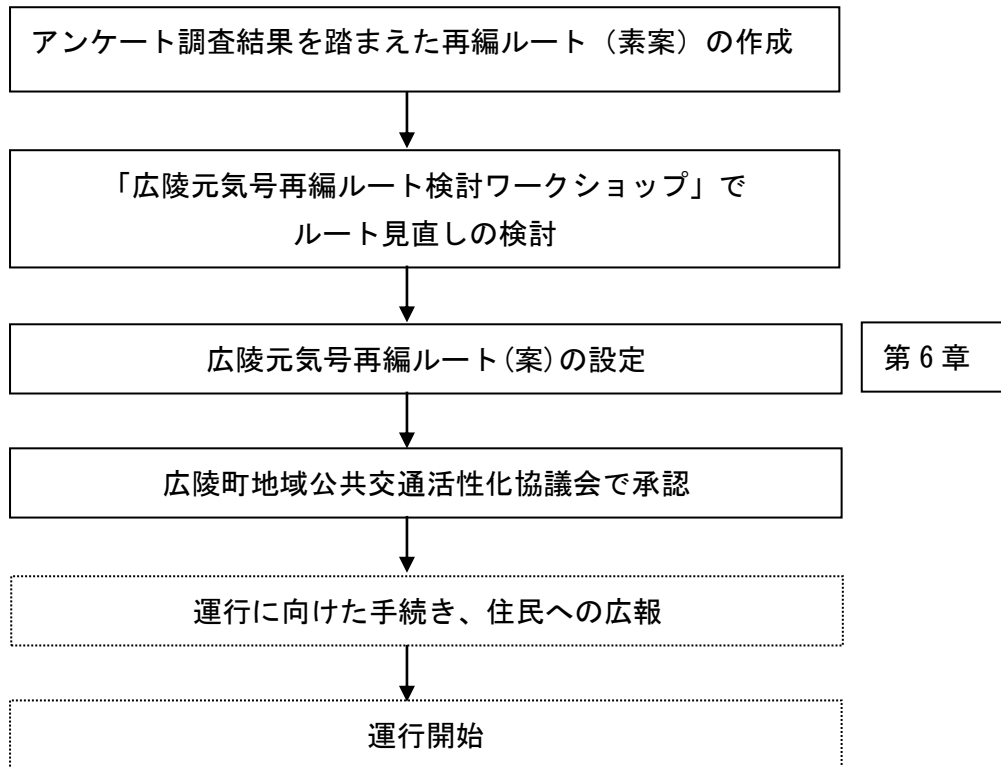 アンケート調査結果を踏まえた再編ルート（素案）の作成
「広陵元気号再編ルート検討ワークショップ」で
ルート見直しの検討
広陵元気号再編ルート(案)の設定
第6章
広陵町地域公共交通活性化協議会で承認
運行に向けた手続き、住民への広報
運行開始